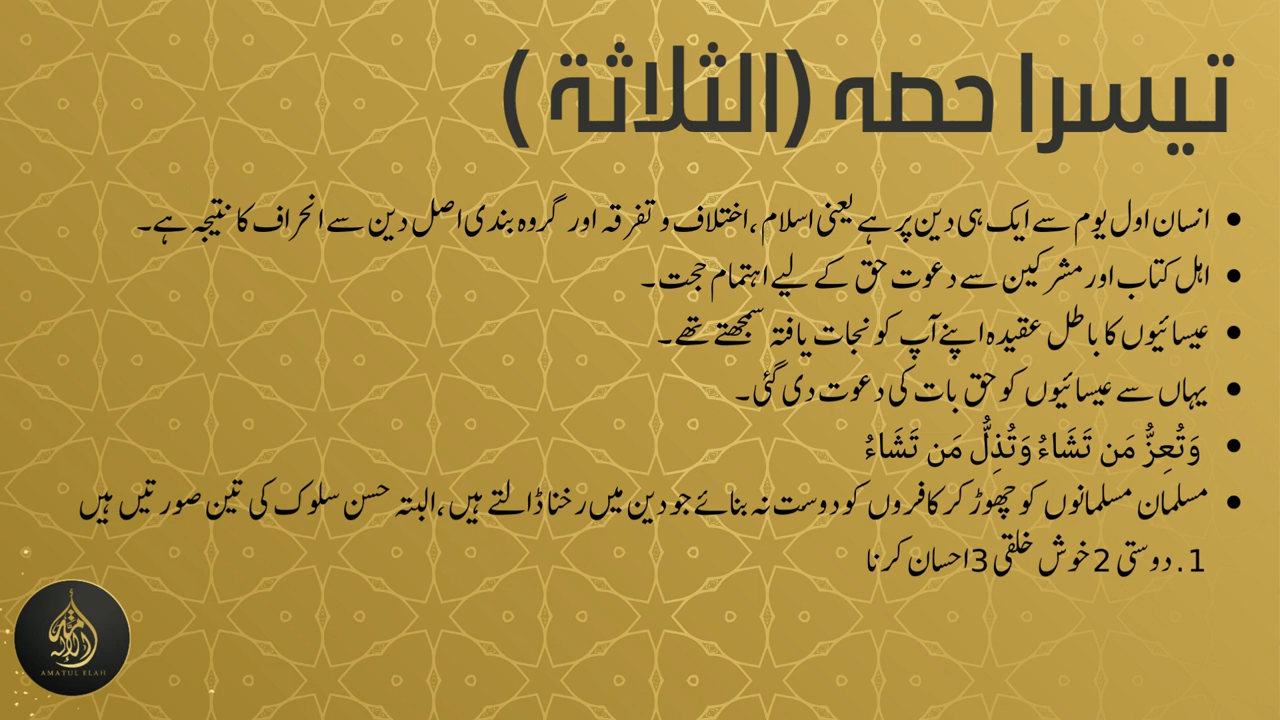 تیسرا حصہ (الثلاثة )
• انسان اول یوم سے ایک ہی دین پر ہے یعنی اسلام ،اختلاف و تفرقہ اور گروہ بندی اصل دین سے انحراف کا نتیجہ ہے۔
• اہل کتاب اور مشرکین سے دعوت حق کے لیے اہتمام حجت۔
• عیسائیوں کا باطل عقیدہ اپنے آپ کو نجات یافتہ سمجھتے تھے۔
• یہاں سے عیسائیوں کو حق بات کی دعوت دی گئی۔
• وَتُعِزُّ مَن تَشَاءُ وَتُذِلُّ مَن تَشَاءُ
• مسلمان مسلمانوں کو چھوڑ کر کافروں کو دوست نہ بنائے جو دین میں رخنا ڈالتے ہیں ،البتہ حسن سلوک کی تین صورتیں ہیں
1. دوستی 2 خوش خلقی 3 احسان کرنا
AMATUL ELAH